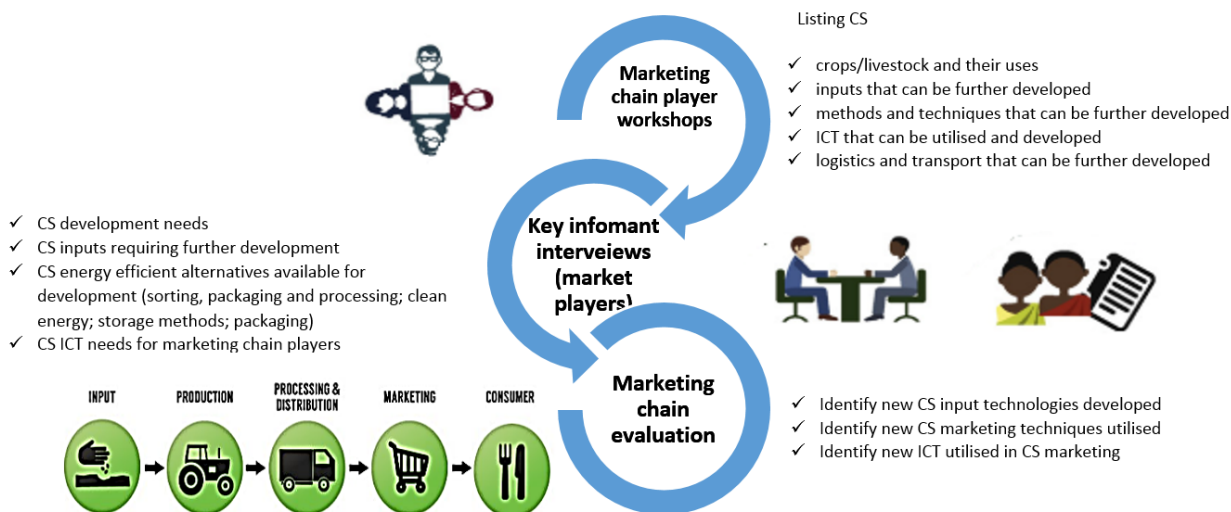 Marketing
chain player
workshops
Listing CS
✓ crops/livestock and their uses
✓ inputs that can be further developed
✓ methods and techniques that can be further developed
✓ ICT that can be utilised and developed
✓ logistics and transport that can be further developed
Key infomant
interveiews
(market
players)
✓ CS development needs
✓ CS inputs requiring further development
✓ CS energy efficient alternatives available for
development (sorting, packaging and processing; clean
energy; storage methods; packaging)
✓ CS ICT needs for marketing chain players
INPUT
PRODUCTION
PROCESSING &
DISTRIBUTION
MARKETING
CONSUMER
Marketing
chain
evaluation
✓ Identify new CS input technologies developed
✓ Identify new CS marketing techniques utilised
✓ Identify new ICT utilised in CS marketing